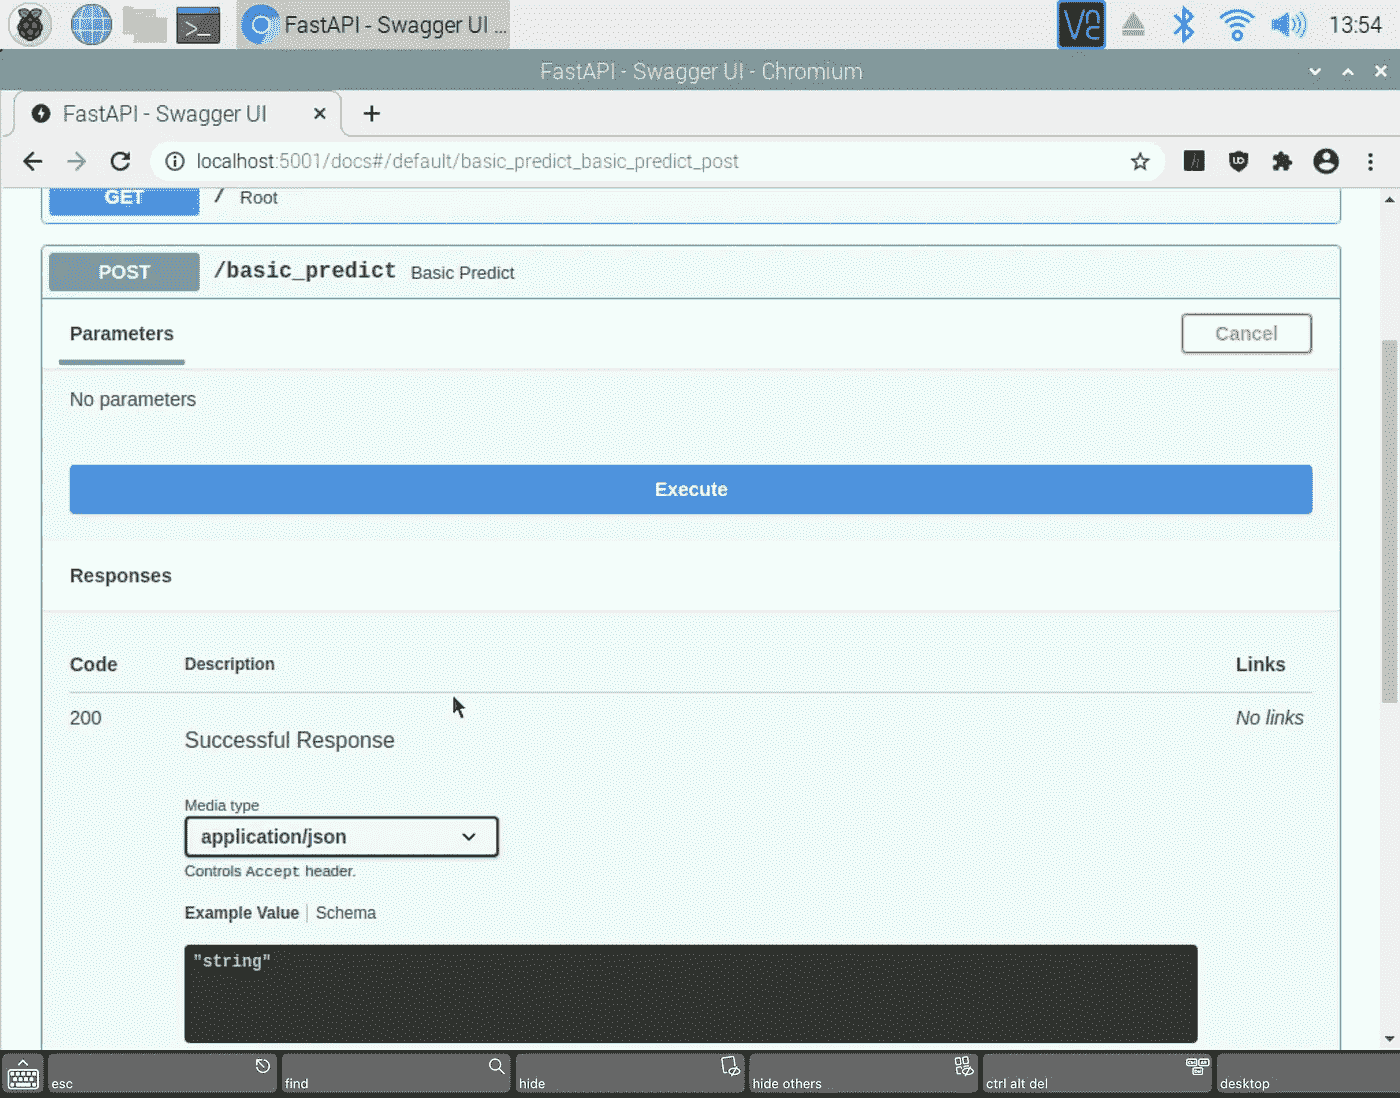 FastAPI - Swagger UI ...
13:54
FastAPI - Swagger UI - Chromium
FastAPI - Swagger UI
localhost:5001/docs#/default/basic_predict_basic_predict_post
GET / Root
POST /basic_predict Basic Predict
Parameters Cancel
No parameters
Execute
Responses
Code Description Links
200 No links
Successful Response
Media type
application/json
Controls Accept header.
Example Value | Schema
"string"
esc find hide hide others ctrl alt del desktop